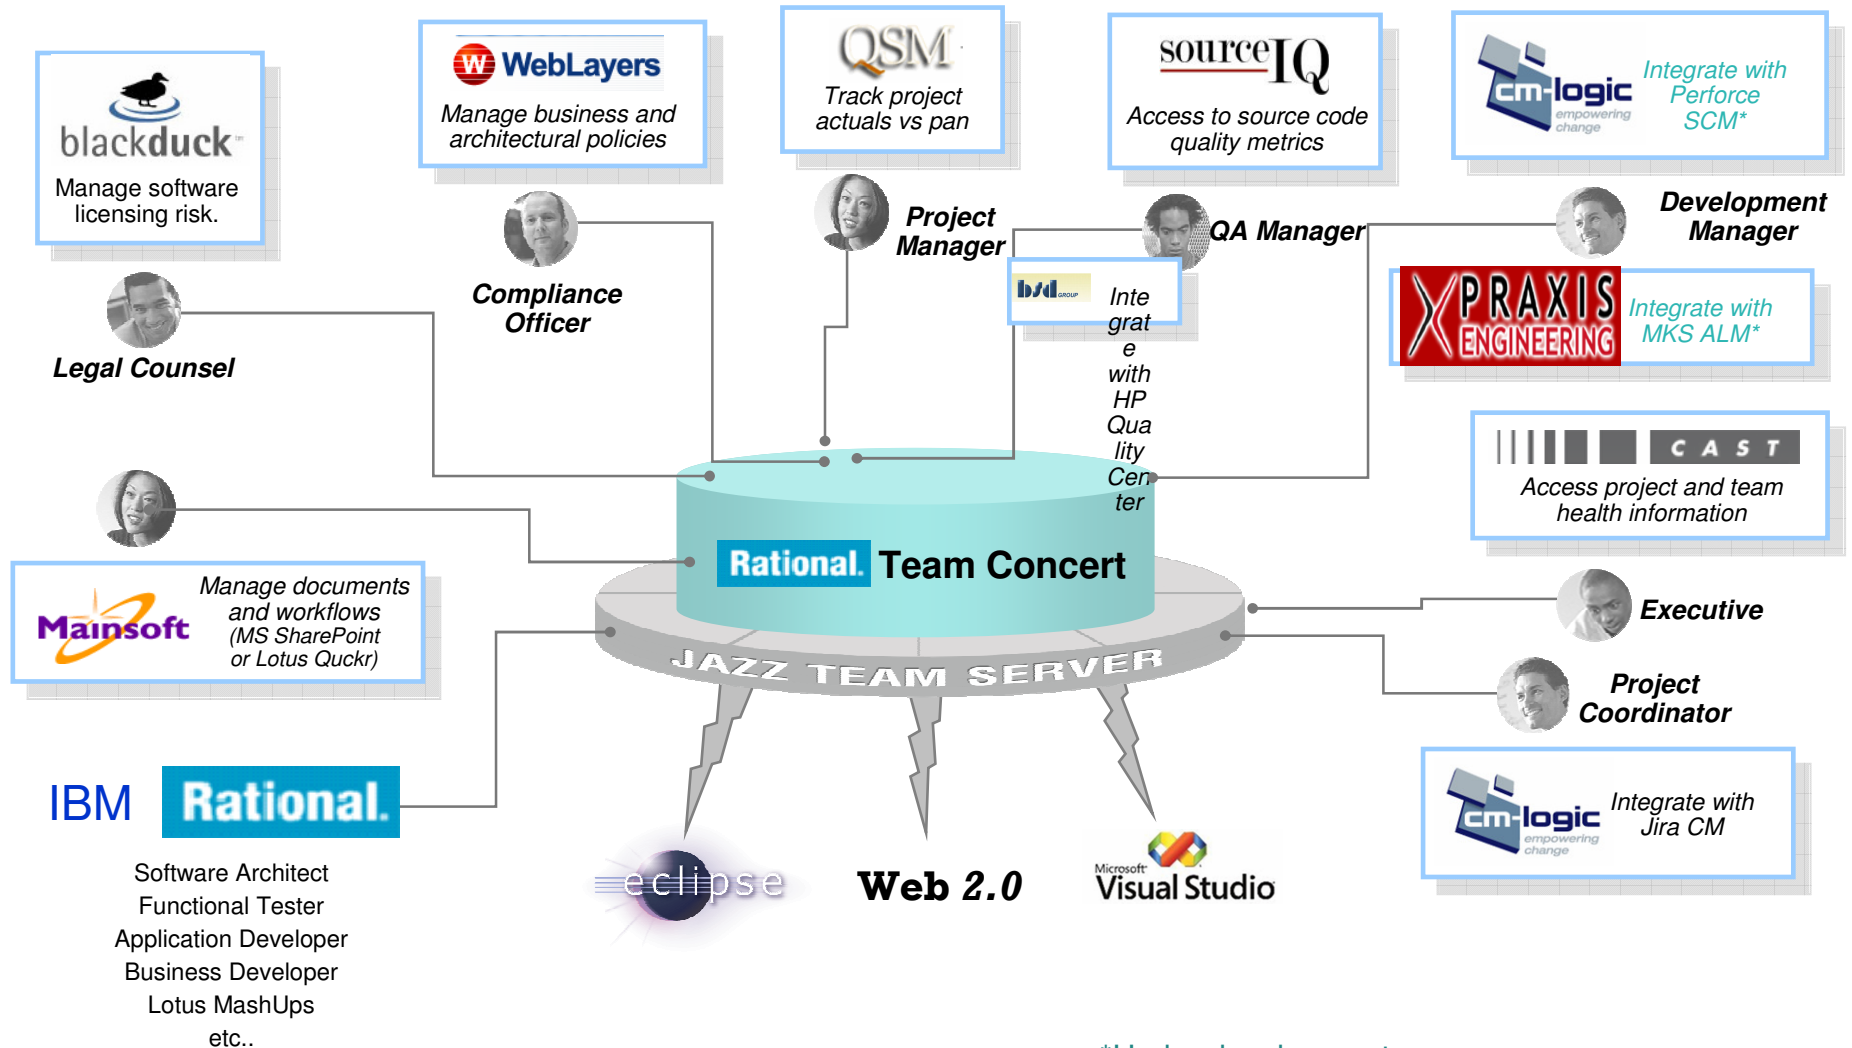 blackduck
Manage software
licensing risk.
Legal Counsel
W WebLayers
Manage business and
architectural policies
Compliance
Officer
QSM
Track project
actuals vs pan
Project
Manager
sourceIQ
Access to source code
quality metrics
QA Manager
bsd GROUP
Inte
grat
e
with
HP
Qua
lity
Cen
ter
cm-logic
empowering
change
Integrate with
Perforce
SCM*
Development
Manager
PRAXIS
ENGINEERING
Integrate with
MKS ALM*
CAST
Access project and team
health information
Executive
Project
Coordinator
cm-logic
empowering
change
Integrate with
Jira CM
Mainsoft
Manage documents
and workflows
(MS SharePoint
or Lotus Quckr)
Rational. Team Concert
JAZZ TEAM SERVER
IBM Rational.
Software Architect
Functional Tester
Application Developer
Business Developer
Lotus MashUps
etc..
eclipse
Web 2.0
Microsoft
Visual Studio